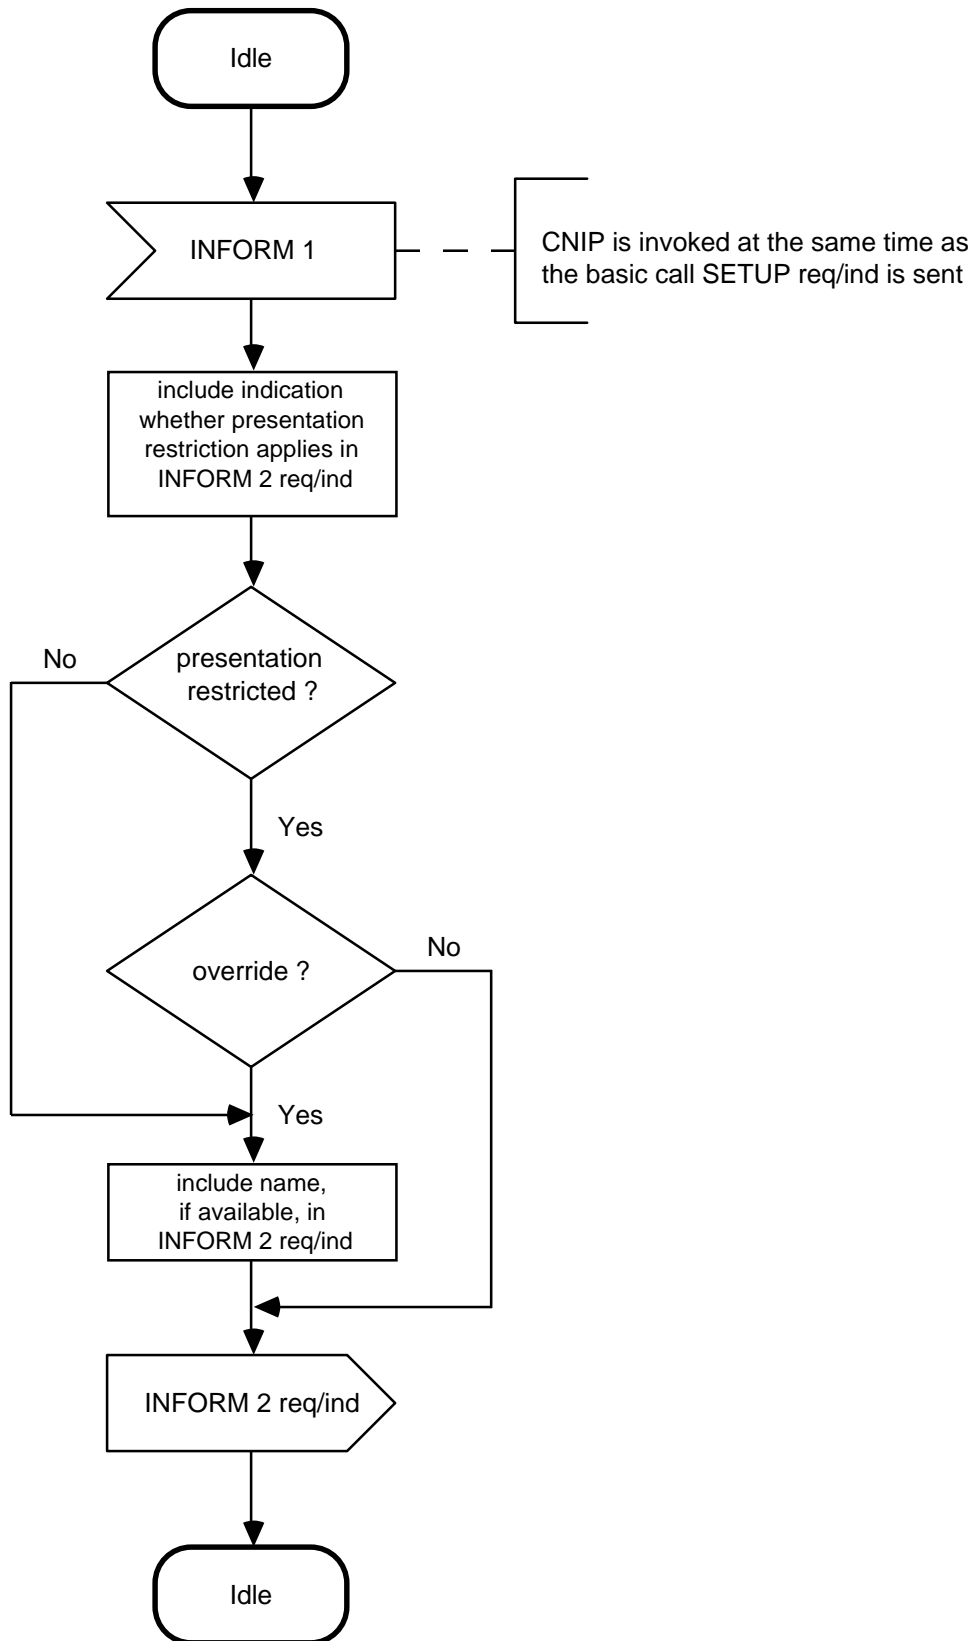 Idle
INFORM 1
CNIP is invoked at the same time as
the basic call SETUP req/ind is sent
include indication
whether presentation
restriction applies in
INFORM 2 req/ind
No
presentation
restricted ?
Yes
override ?
No
Yes
include name,
if available, in
INFORM 2 req/ind
INFORM 2 req/ind
Idle